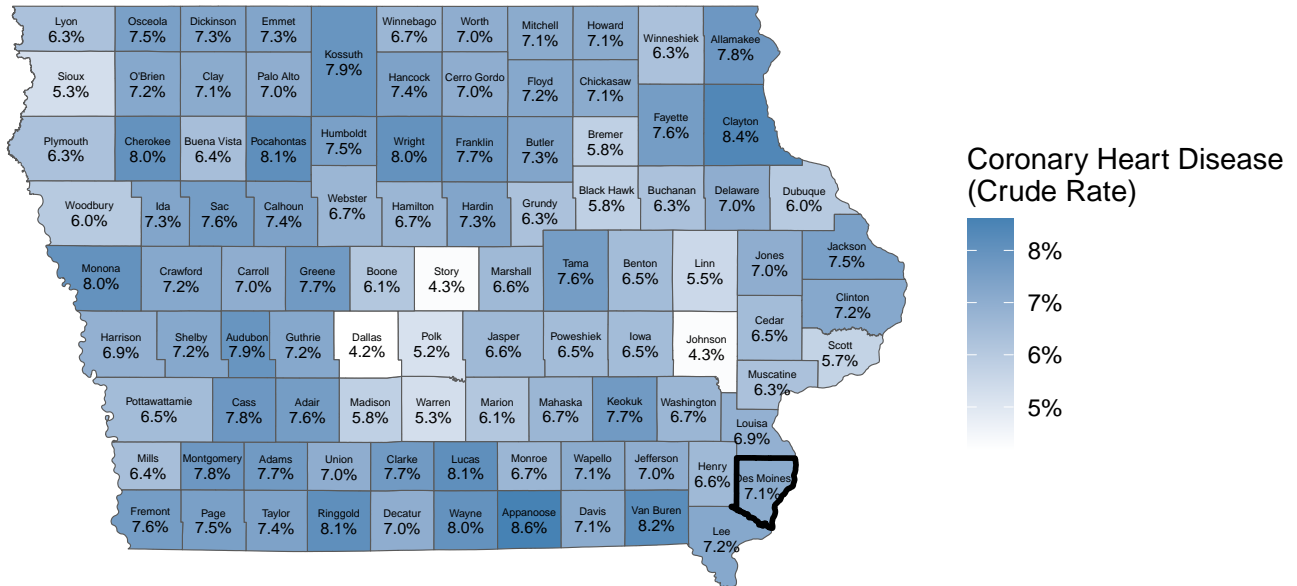 Lyon
6.3%
Osceola
7.5%
Dickinson
7.3%
Emmet
7.3%
Kossuth
7.9%
Winnebago
6.7%
Worth
7.0%
Mitchell
7.1%
Howard
7.1%
Winneshiek
6.3%
Allamakee
7.8%
Sioux
5.3%
O'Brien
7.2%
Clay
7.1%
Palo Alto
7.0%
Hancock
7.4%
Cerro Gordo
7.0%
Floyd
7.2%
Chickasaw
7.1%
Fayette
7.6%
Clayton
8.4%
Plymouth
6.3%
Cherokee
8.0%
Buena Vista
6.4%
Pocahontas
8.1%
Humboldt
7.5%
Wright
8.0%
Franklin
7.7%
Butler
7.3%
Bremer
5.8%
Woodbury
6.0%
Ida
7.3%
Sac
7.6%
Calhoun
7.4%
Webster
6.7%
Hamilton
6.7%
Hardin
7.3%
Grundy
6.3%
Black Hawk
5.8%
Buchanan
6.3%
Delaware
7.0%
Dubuque
6.0%
Monona
8.0%
Crawford
7.2%
Carroll
7.0%
Greene
7.7%
Boone
6.1%
Story
4.3%
Marshall
6.6%
Tama
7.6%
Benton
6.5%
Linn
5.5%
Jones
7.0%
Jackson
7.5%
Clinton
7.2%
Harrison
6.9%
Shelby
7.2%
Audubon
7.9%
Guthrie
7.2%
Dallas
4.2%
Polk
5.2%
Jasper
6.6%
Poweshiek
6.5%
Iowa
6.5%
Johnson
4.3%
Cedar
6.5%
Scott
5.7%
Muscatine
6.3%
Pottawattamie
6.5%
Cass
7.8%
Adair
7.6%
Madison
5.8%
Warren
5.3%
Marion
6.1%
Mahaska
6.7%
Keokuk
7.7%
Washington
6.7%
Louisa
6.9%
Mills
6.4%
Montgomery
7.8%
Adams
7.7%
Union
7.0%
Clarke
7.7%
Lucas
8.1%
Monroe
6.7%
Wapello
7.1%
Jefferson
7.0%
Henry
6.6%
Des Moines
7.1%
Fremont
7.6%
Page
7.5%
Taylor
7.4%
Ringgold
8.1%
Decatur
7.0%
Wayne
8.0%
Appanoose
8.6%
Davis
7.1%
Van Buren
8.2%
Lee
7.2%
Coronary Heart Disease
(Crude Rate)
8%
7%
6%
5%